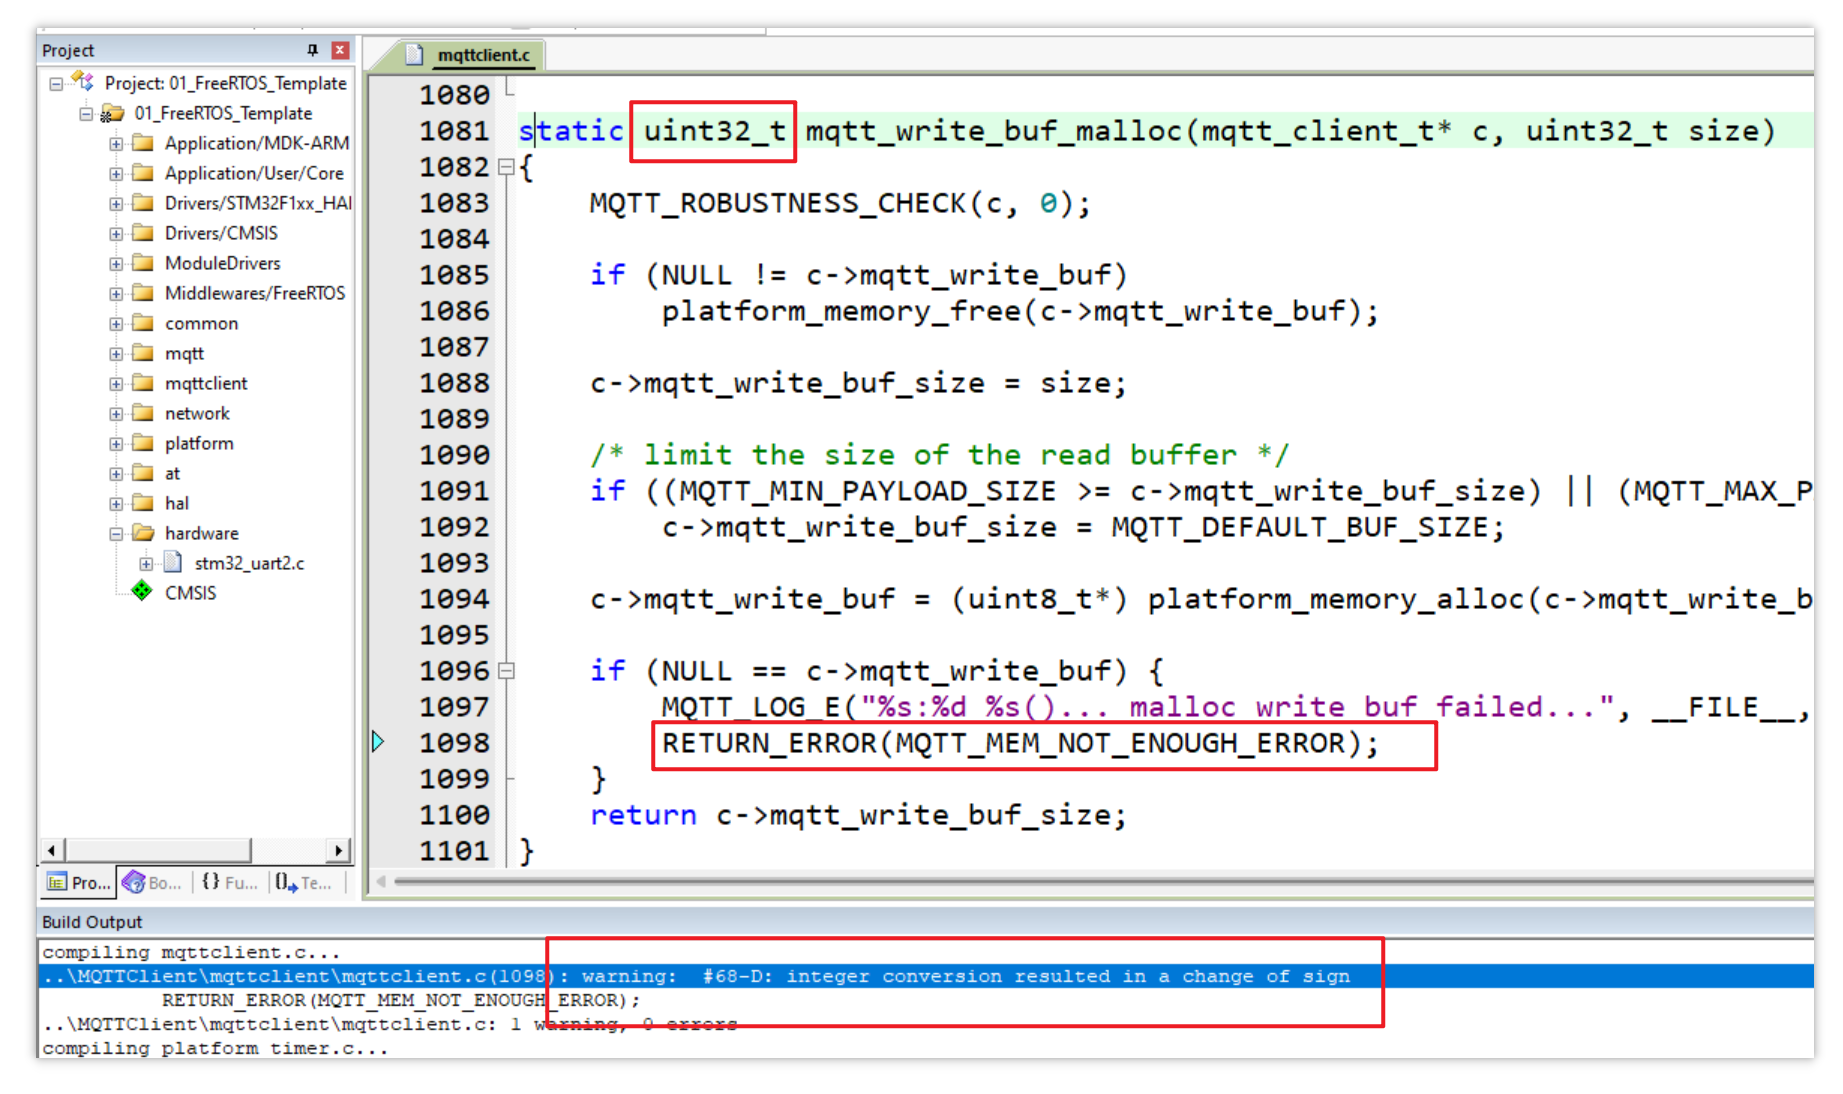 Project
Project: 01_FreeRTOS_Template
01_FreeRTOS_Template
Application/MDK-ARM
Application/User/Core
Drivers/STM32F1xx_HAL
Drivers/CMSIS
ModuleDrivers
Middlewares/FreeRTOS
common
mqtt
mqttclient
network
platform
at
hal
hardware
stm32_uart2.c
CMSIS
Pro...
Bo...
{} Fu...
Te...
mqttclient.c
1080
1081 static uint32_t mqtt_write_buf_malloc(mqtt_client_t* c, uint32_t size)
1082 {
1083 MQTT_ROBUSTNESS_CHECK(c, 0);
1084
1085 if (NULL != c->mqtt_write_buf)
1086 platform_memory_free(c->mqtt_write_buf);
1087
1088 c->mqtt_write_buf_size = size;
1089
1090 /* limit the size of the read buffer */
1091 if ((MQTT_MIN_PAYLOAD_SIZE >= c->mqtt_write_buf_size) || (MQTT_MAX_P
1092 c->mqtt_write_buf_size = MQTT_DEFAULT_BUF_SIZE;
1093
1094 c->mqtt_write_buf = (uint8_t*) platform_memory_alloc(c->mqtt_write_b
1095
1096 if (NULL == c->mqtt_write_buf) {
1097 MQTT_LOG_E("%s:%d %s()... malloc write buf failed...", __FILE__,
1098 RETURN_ERROR(MQTT_MEM_NOT_ENOUGH_ERROR);
1099 }
1100 return c->mqtt_write_buf_size;
1101 }
Build Output
compiling mqttclient.c...
..\MQTTClient\mqttclient\mqttclient.c(1098): warning:  #68-D: integer conversion resulted in a change of sign
RETURN_ERROR(MQTT_MEM_NOT_ENOUGH_ERROR);
..\MQTTClient\mqttclient\mqttclient.c: 1 warning, 0 errors
compiling platform timer.c...